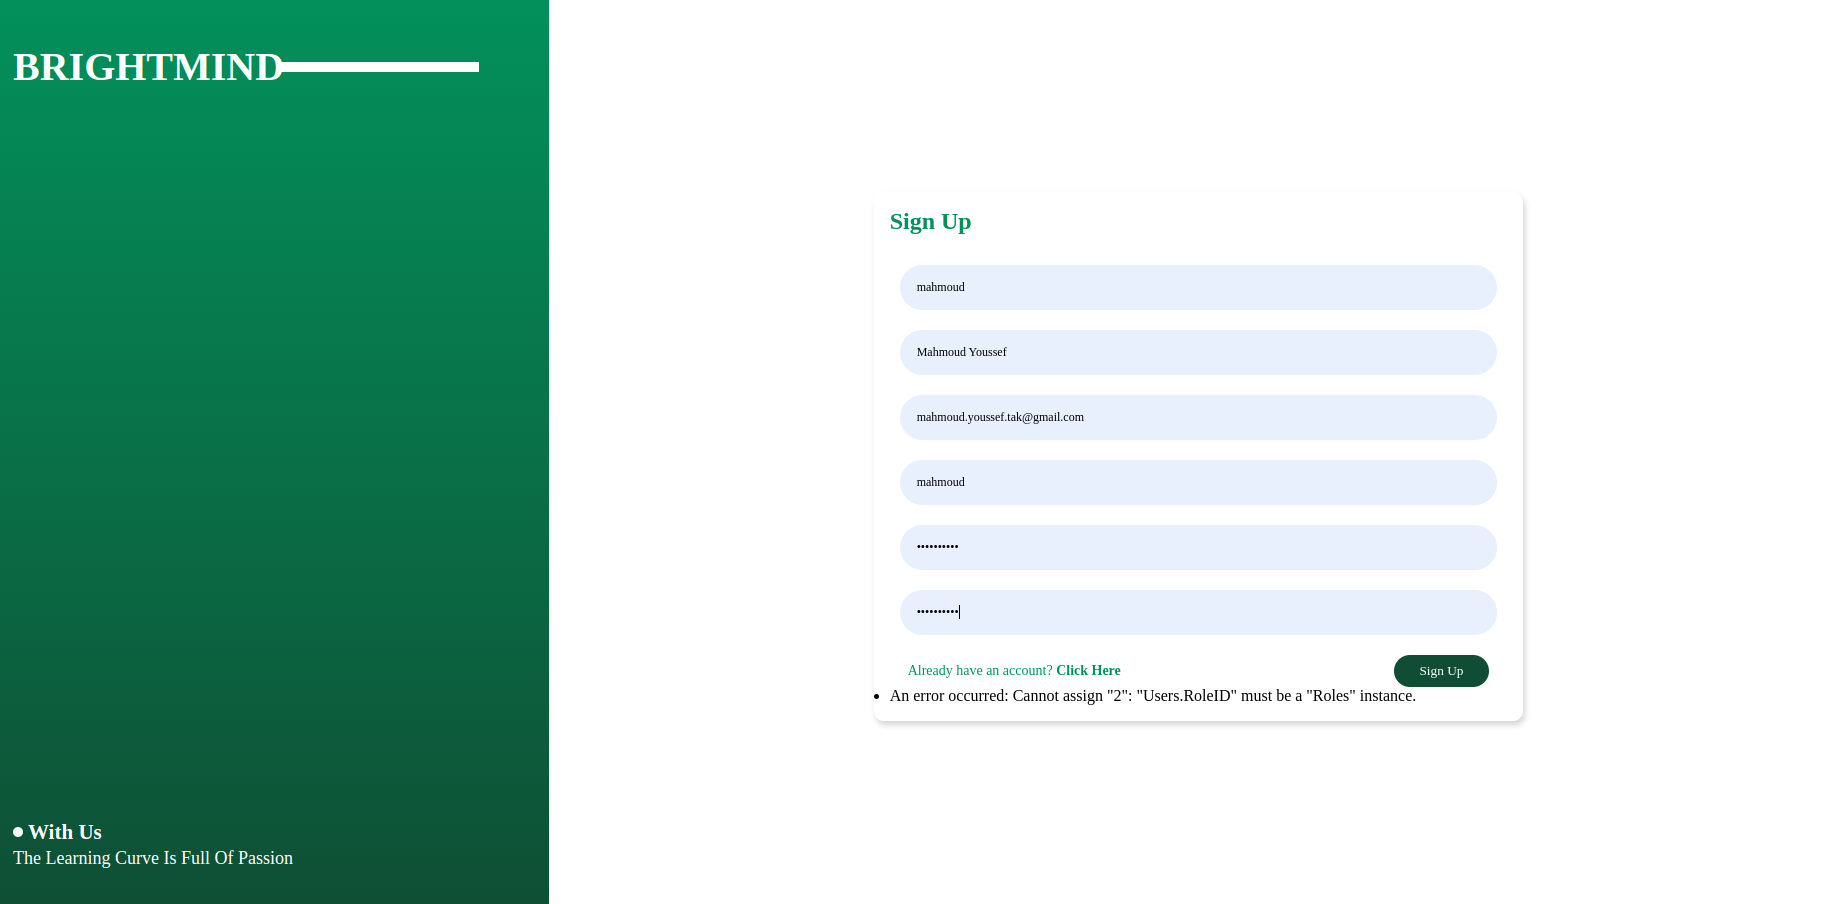 BRIGHTMIND
Sign Up
mahmoud
Mahmoud Youssef
mahmoud.youssef.tak@gmail.com
mahmoud
••••••••••
••••••••••
Already have an account? Click Here
Sign Up
An error occurred: Cannot assign "2": "Users.RoleID" must be a "Roles" instance.
With Us
The Learning Curve Is Full Of Passion